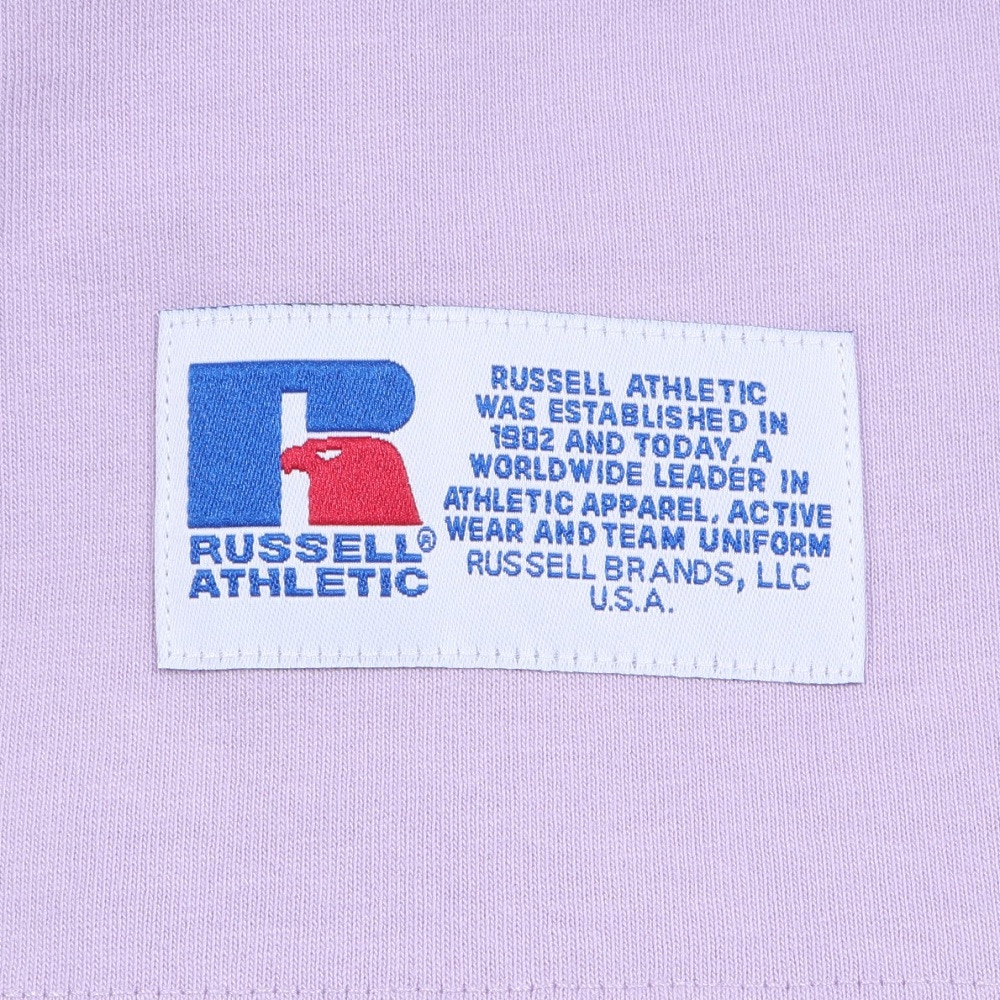 R
RUSSELL®
ATHLETIC
RUSSELL ATHLETIC
WAS ESTABLISHED IN
1902 AND TODAY, A
WORLDWIDE LEADER IN
ATHLETIC APPAREL, ACTIVE
WEAR AND TEAM UNIFORM
RUSSELL BRANDS, LLC
U.S.A.